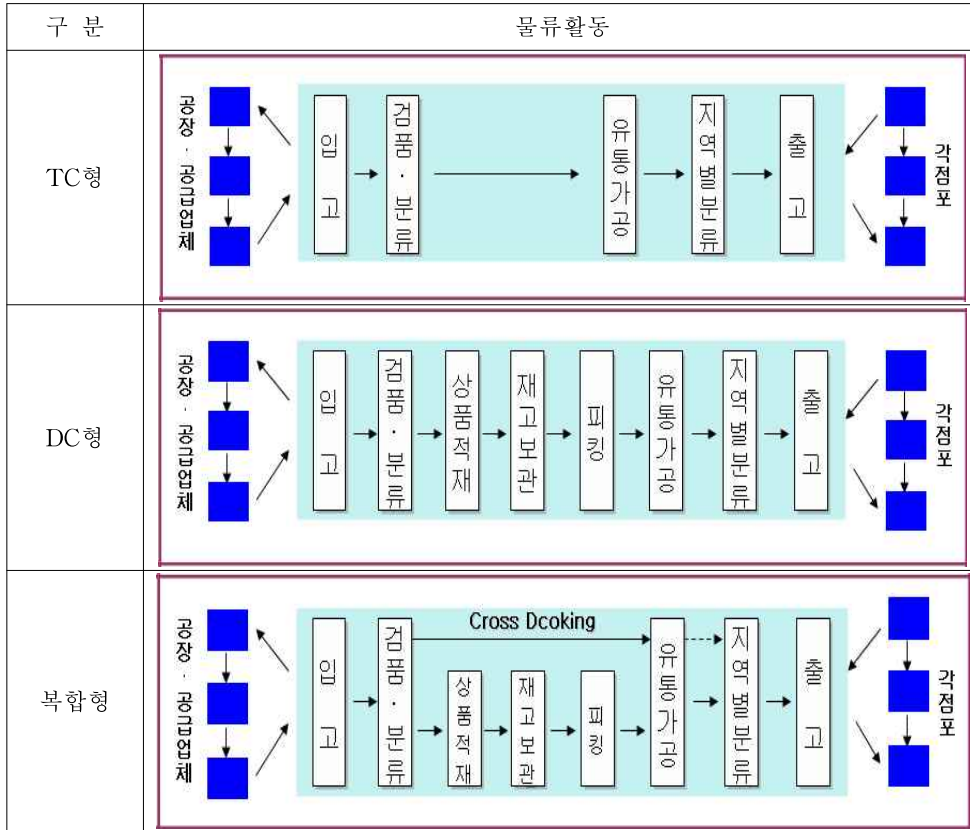 구 분 물류활동
TC형
공장 · 공급업체
입고
검품 · 분류
유통가공
지역별분류
출고
각점포
DC형
공장 · 공급업체
입고
검품 · 분류
상품적재
재고보관
피킹
유통가공
지역별분류
출고
각점포
복합형
공장 · 공급업체
입고
검품 · 분류
Cross Dcoking
상품적재
재고보관
피킹
유통가공
지역별분류
출고
각점포